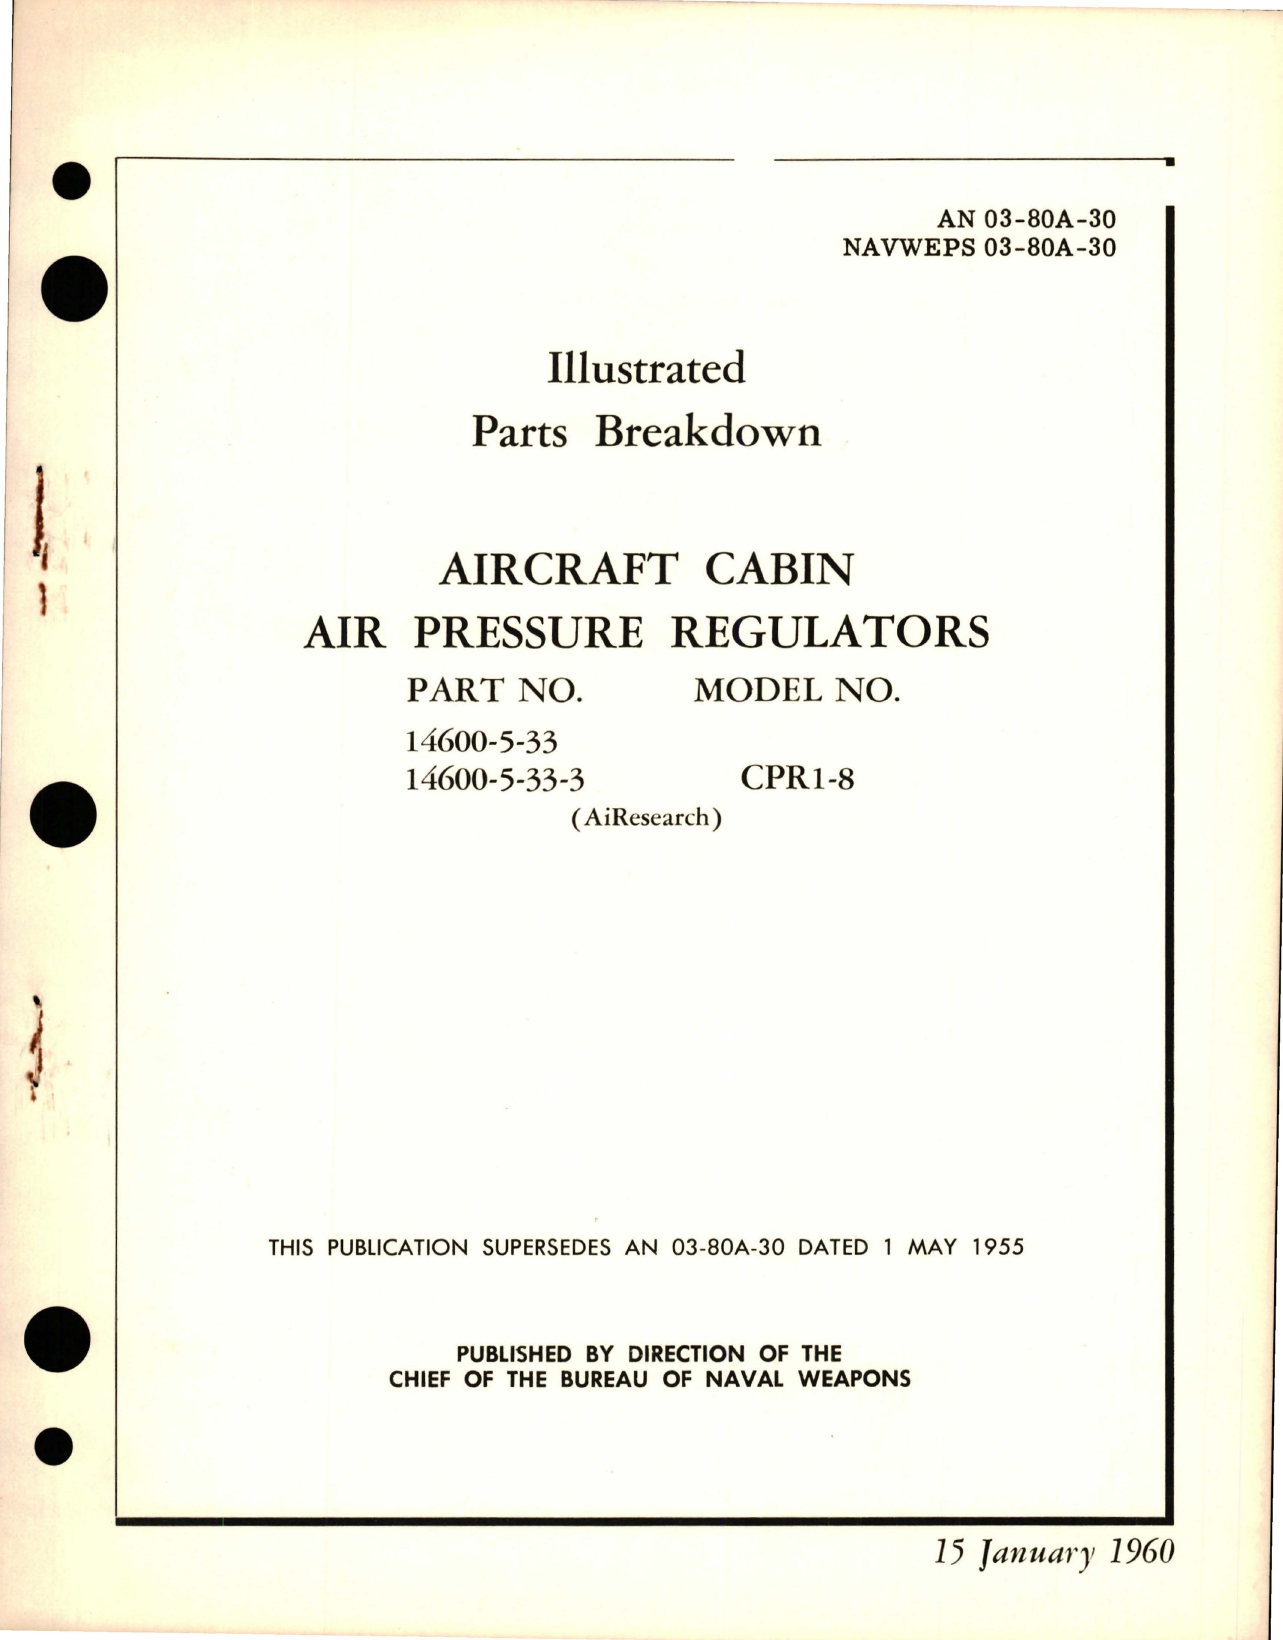 AN 03-80A-30
NAVWEPS 03-80A-30
Illustrated
Parts Breakdown
AIRCRAFT CABIN
AIR PRESSURE REGULATORS
PART NO. MODEL NO.
14600-5-33
14600-5-33-3 CPR1-8
(AiResearch)
THIS PUBLICATION SUPERSEDES AN 03-80A-30 DATED 1 MAY 1955
PUBLISHED BY DIRECTION OF THE
CHIEF OF THE BUREAU OF NAVAL WEAPONS
15 January 1960